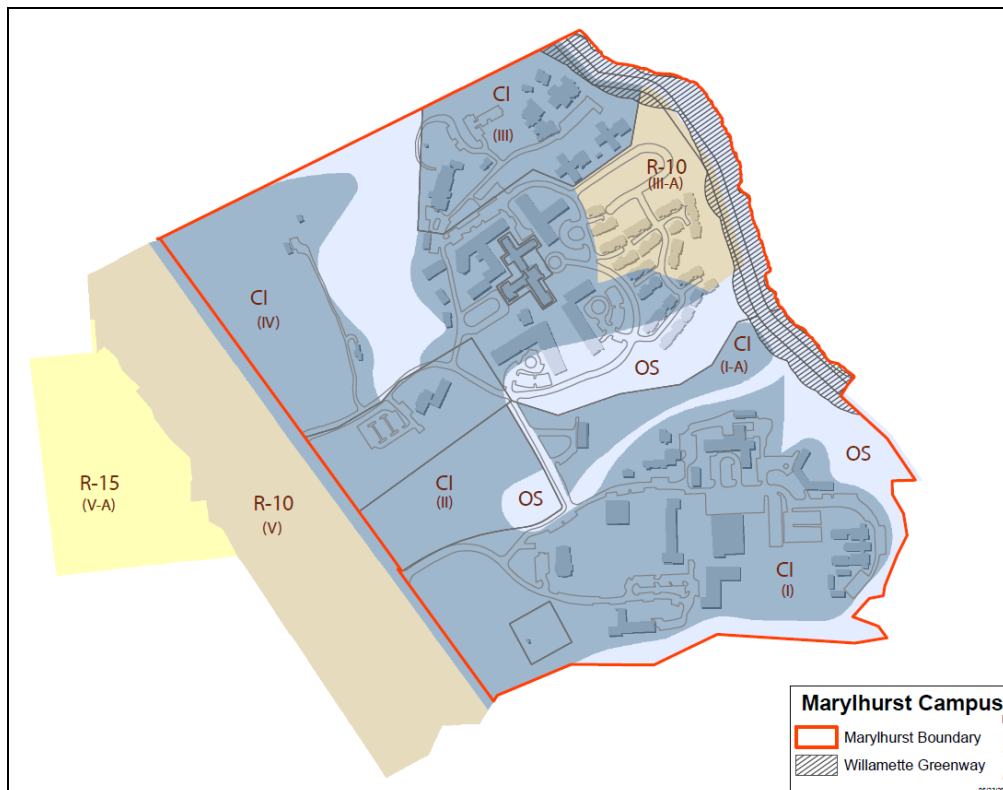 CI
(III)
R-10
(III-A)
CI
(IV)
CI
(I-A)
OS
OS
R-15
(V-A)
CI
(II)
OS
R-10
(V)
CI
(I)
Marylhurst Campus
Marylhurst Boundary
Willamette Greenway